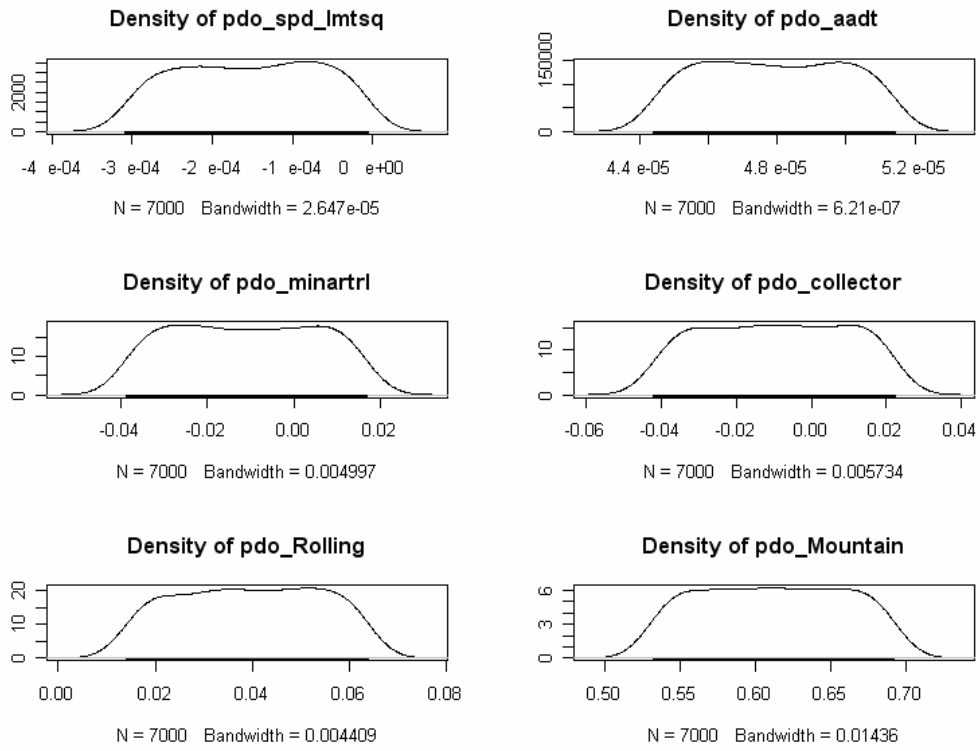 Density of pdo_spd_lmtsq
2000
0
-4 e-04 -3 e-04 -2 e-04 -1 e-04 0 e+00
N = 7000 Bandwidth = 2.647e-05
Density of pdo_aadt
150000
0
4.4 e-05 4.8 e-05 5.2 e-05
N = 7000 Bandwidth = 6.21e-07
Density of pdo_minartrl
10
0
-0.04 -0.02 0.00 0.02
N = 7000 Bandwidth = 0.004997
Density of pdo_collector
10
0
-0.06 -0.04 -0.02 0.00 0.02 0.04
N = 7000 Bandwidth = 0.005734
Density of pdo_Rolling
20
10
0
0.00 0.02 0.04 0.06 0.08
N = 7000 Bandwidth = 0.004409
Density of pdo_Mountain
6
3
0
0.50 0.55 0.60 0.65 0.70
N = 7000 Bandwidth = 0.01436